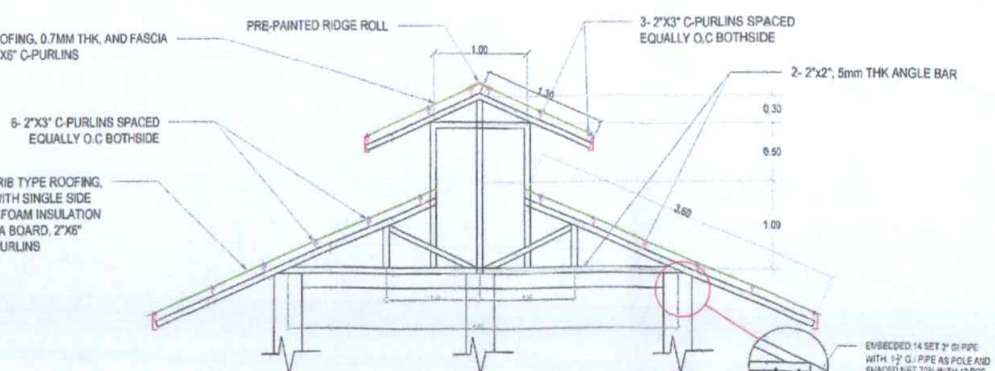 PRE-PAINTED RIDGE ROLL
3- 2"X3" C-PURLINS SPACED
EQUALLY O.C BOTHSIDE
OFING, 0.7MM THK, AND FASCIA
X6" C-PURLINS
1.00
2- 2"x2", 5mm THK ANGLE BAR
1.30
0.30
6- 2"X3" C-PURLINS SPACED
EQUALLY O.C BOTHSIDE
0.50
RIB TYPE ROOFING,
WITH SINGLE SIDE
FOAM INSULATION
A BOARD, 2"X6"
URLINS
3.60
1.00
EMBEDDED 14 SET 2" GI PIPE
WITH 1½" G.I PIPE AS POLE AND